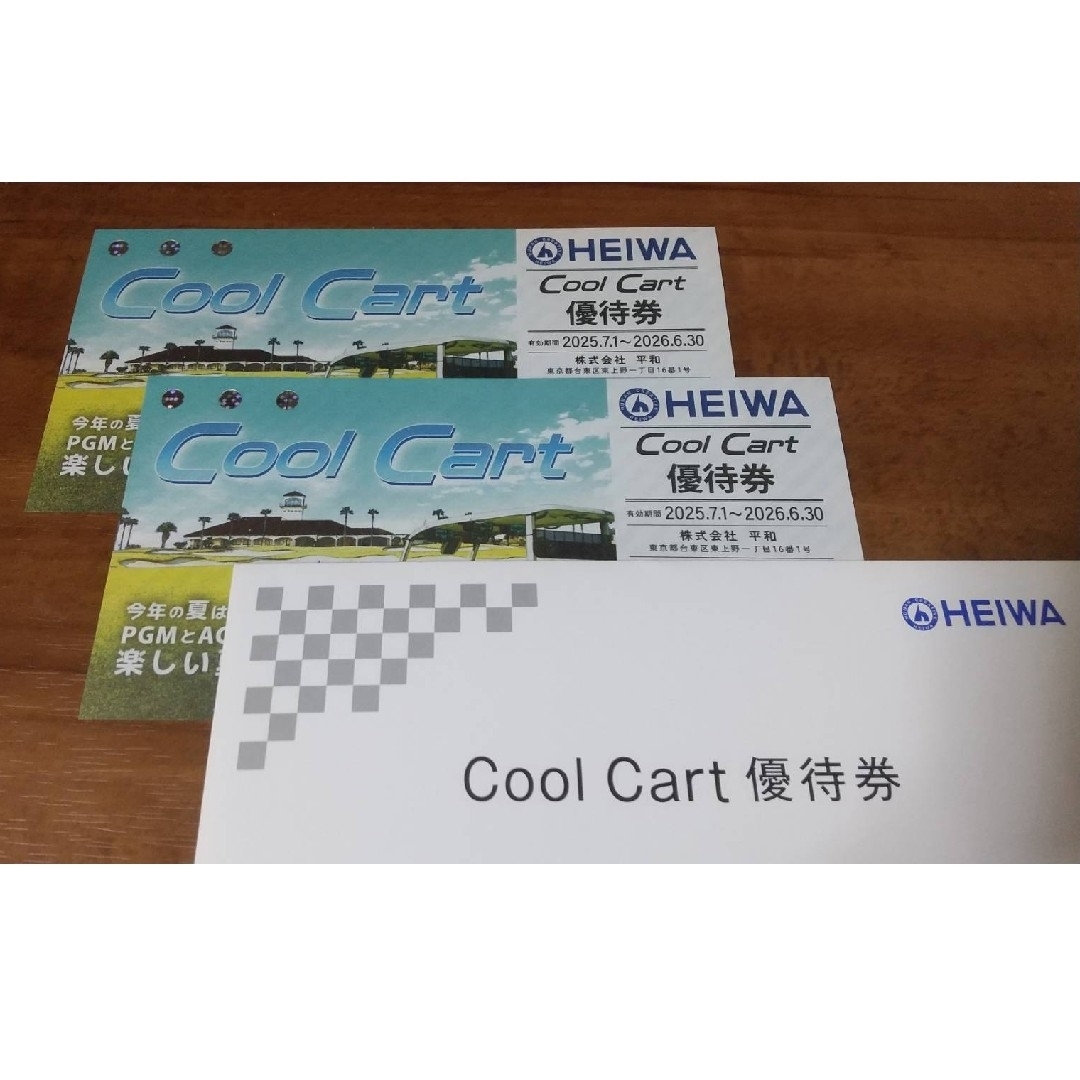 Cool Cart
HEIWA
Cool Cart
優待券
有効期間 2025.7.1～2026.6.30
株式会社 平和
東京都台東区東上野一丁目16番1号
今年の夏
PGMと
楽し
Cool Cart
HEIWA
Cool Cart
優待券
有効期間 2025.7.1～2026.6.30
株式会社 平和
東京都台東区東上野一丁目16番1号
今年の夏は
PGMとAC
楽しい
HEIWA
Cool Cart 優待券